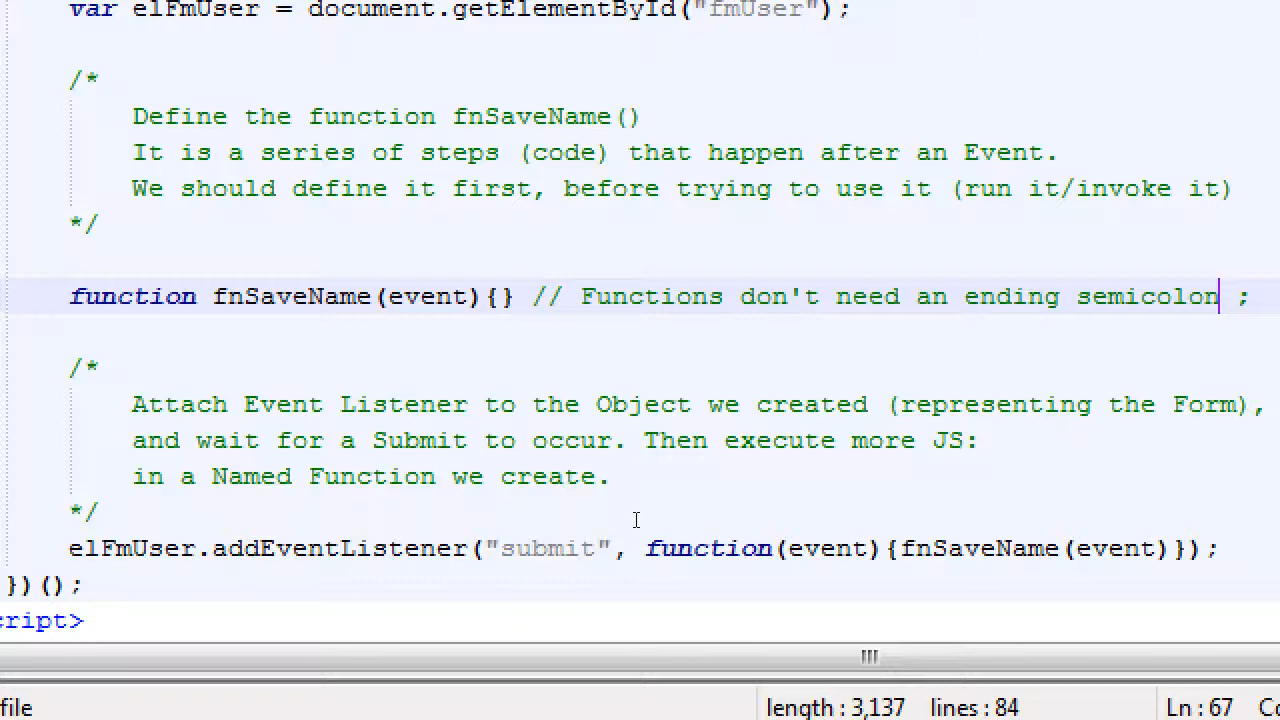 var elFmUser = document.getElementById("fmUser");
/*
Define the function fnSaveName()
It is a series of steps (code) that happen after an Event.
We should define it first, before trying to use it (run it/invoke it)
*/
function fnSaveName(event){} // Functions don't need an ending semicolon ;
/*
Attach Event Listener to the Object we created (representing the Form),
and wait for a Submit to occur. Then execute more JS:
in a Named Function we create.
*/
elFmUser.addEventListener("submit", function(event){fnSaveName(event)});
})();
cript>
file length : 3,137 lines : 84 Ln : 67 Co